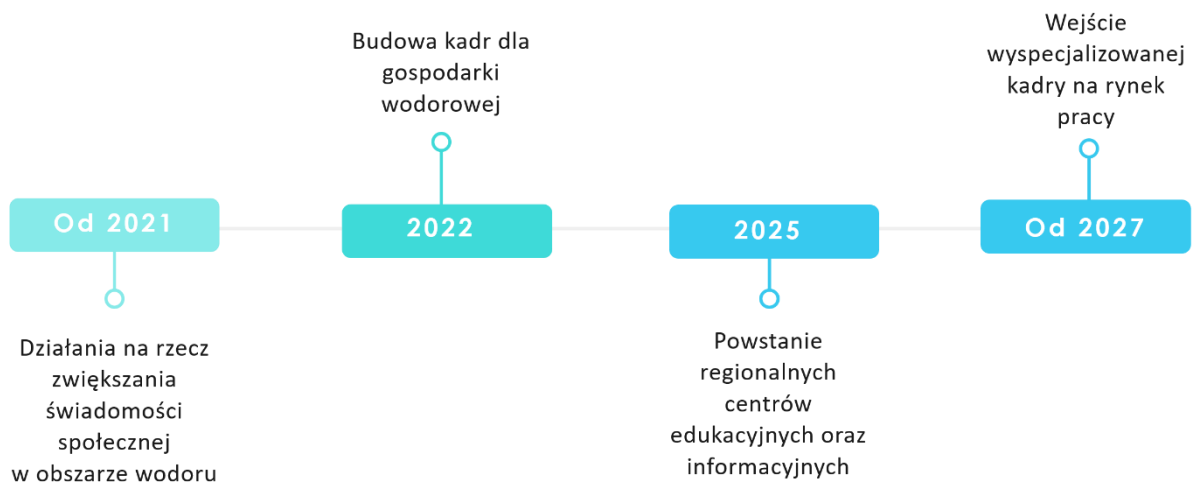 Od 2021
Działania na rzecz
zwiększania
świadomości
społecznej
w obszarze wodoru
Budowa kadr dla
gospodarki
wodorowej
2022
2025
Powstanie
regionalnych
centrów
edukacyjnych oraz
informacyjnych
Wejście
wyspecjalizowanej
kadry na rynek
pracy
Od 2027